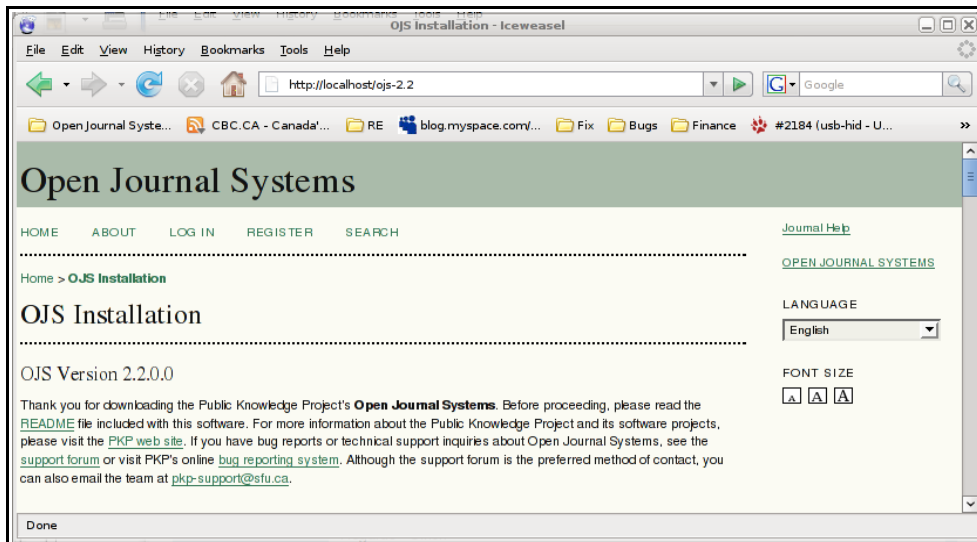 File Edit View History Bookmarks Tools Help
OJS Installation - Iceweasel
File Edit View History Bookmarks Tools Help
http://localhost/ojs-2.2
G Google
Open Journal Syste... CBC.CA - Canada'... RE blog.myspace.com/... Fix Bugs Finance #2184 (usb-hid - U... »
Open Journal Systems
HOME ABOUT LOG IN REGISTER SEARCH
Home > OJS Installation
OJS Installation
OJS Version 2.2.0.0
Thank you for downloading the Public Knowledge Project's Open Journal Systems. Before proceeding, please read the
README file included with this software. For more information about the Public Knowledge Project and its software projects,
please visit the PKP web site. If you have bug reports or technical support inquiries about Open Journal Systems, see the
support forum or visit PKP's online bug reporting system. Although the support forum is the preferred method of contact, you
can also email the team at pkp-support@sfu.ca.
Journal Help
OPEN JOURNAL SYSTEMS
LANGUAGE
English
FONT SIZE
A A A
Done